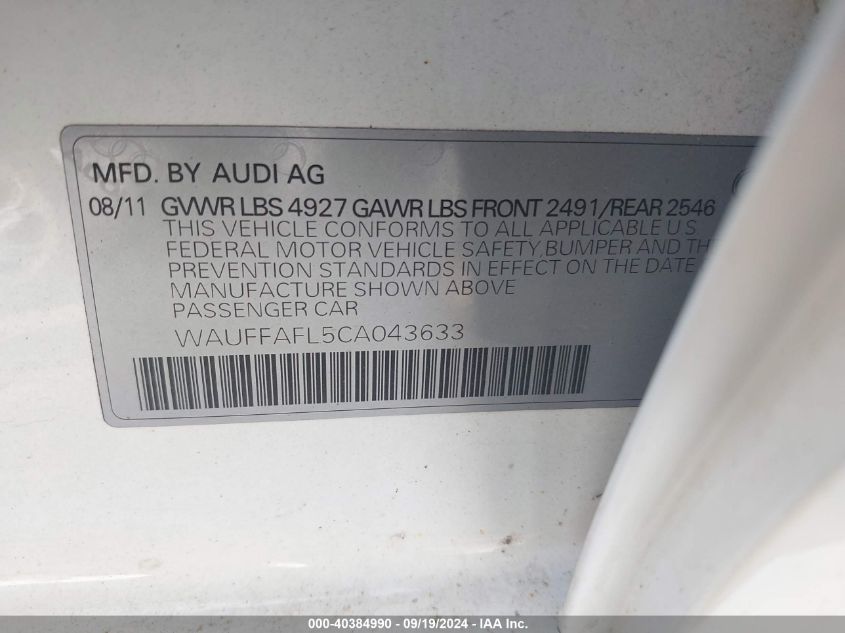 MFD. BY AUDI AG
08/11 GVWR LBS 4927 GAWR LBS FRONT 2491/REAR 2546
THIS VEHICLE CONFORMS TO ALL APPLICABLE U.S.
FEDERAL MOTOR VEHICLE SAFETY,BUMPER AND TH
PREVENTION STANDARDS IN EFFECT ON THE DATE
MANUFACTURE SHOWN ABOVE
PASSENGER CAR
WAUFFAFL5CA043633
000-40384990 - 09/19/2024 - IAA Inc.